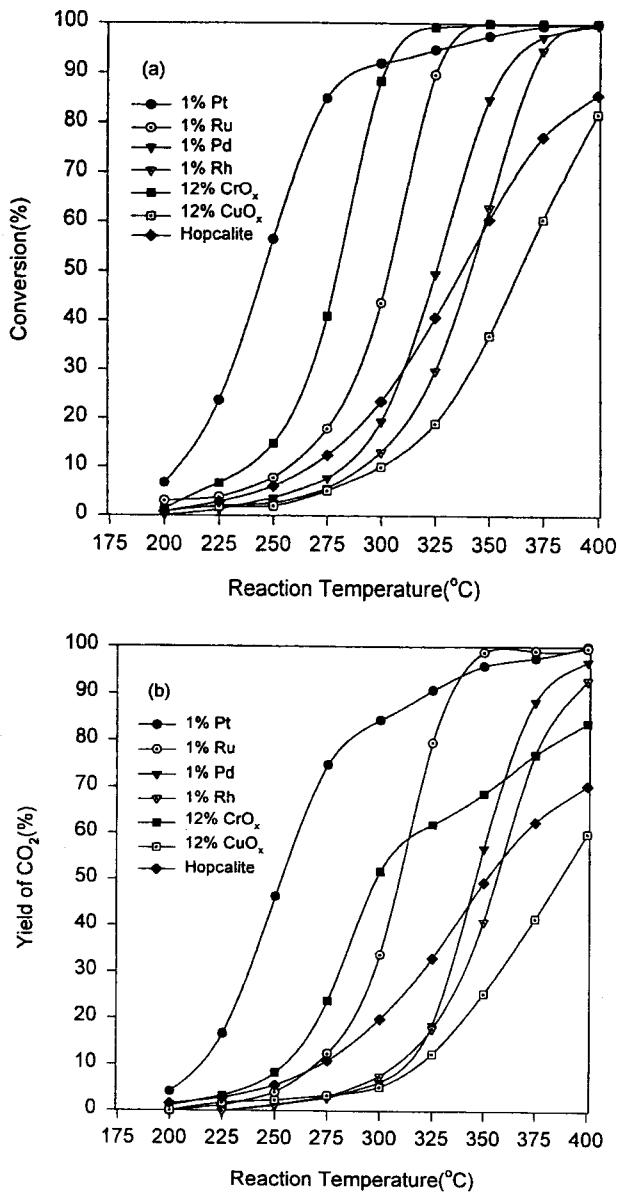 100
90
80
70
60
50
40
30
20
10
0
Conversion(%)
(a)
1% Pt
1% Ru
1% Pd
1% Rh
12% CrOₓ
12% CuOₓ
Hopcalite
175 200 225 250 275 300 325 350 375 400
Reaction Temperature(°C)
100
90
80
70
60
50
40
30
20
10
0
Yield of CO₂(%)
(b)
1% Pt
1% Ru
1% Pd
1% Rh
12% CrOₓ
12% CuOₓ
Hopcalite
175 200 225 250 275 300 325 350 375 400
Reaction Temperature(°C)